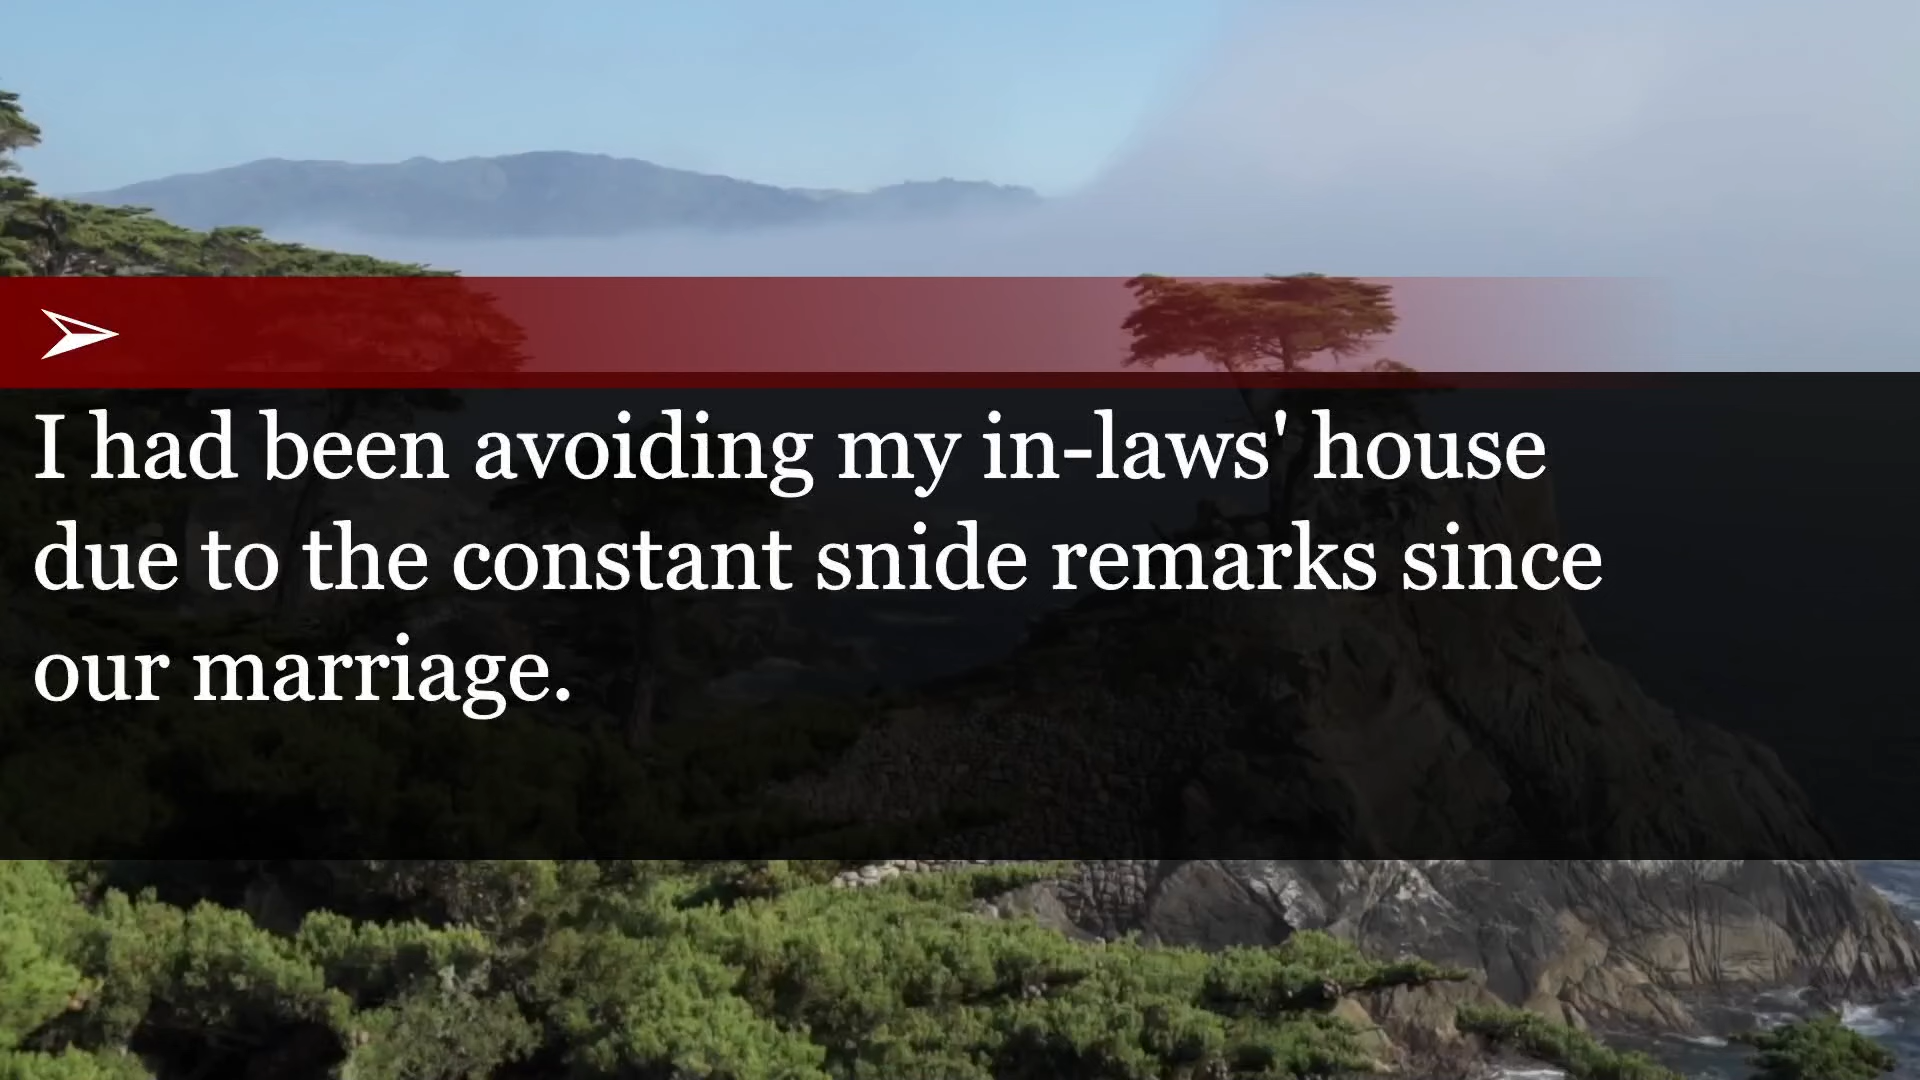 I had been avoiding my in-laws' house
due to the constant snide remarks since
our marriage.